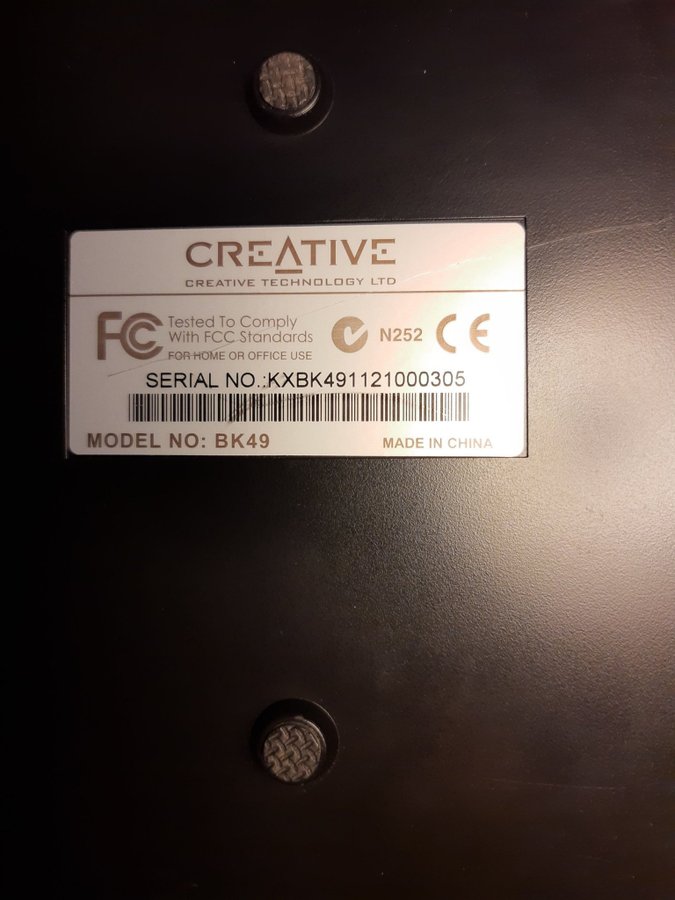 CREATIVE
CREATIVE TECHNOLOGY LTD
FC Tested To Comply
With FCC Standards
FOR HOME OR OFFICE USE
N252 CE
SERIAL NO.:KXBK491121000305
MODEL NO: BK49 MADE IN CHINA